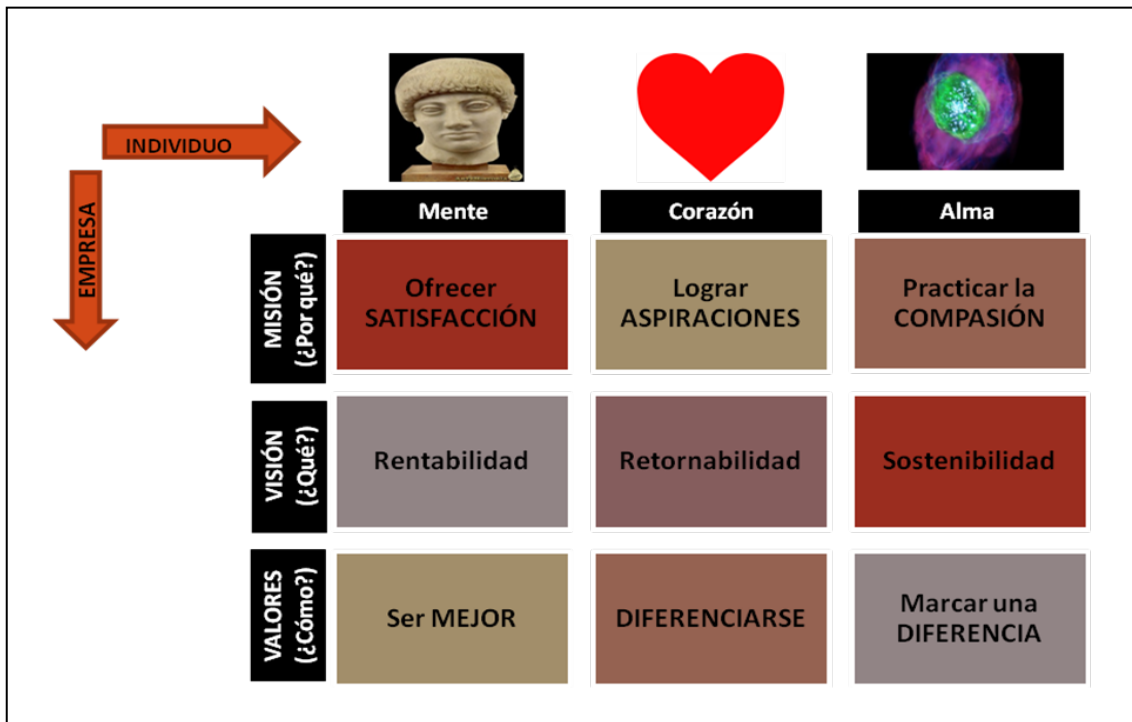 INDIVIDUO
EMPRESA
Mente
Corazón
Alma
MISIÓN
(¿Por qué?)
Ofrecer
SATISFACCIÓN
Lograr
ASPIRACIONES
Practicar la
COMPASIÓN
VISIÓN
(¿Qué?)
Rentabilidad
Retornabilidad
Sostenibilidad
VALORES
(¿Cómo?)
Ser MEJOR
DIFERENCIARSE
Marcar una
DIFERENCIA